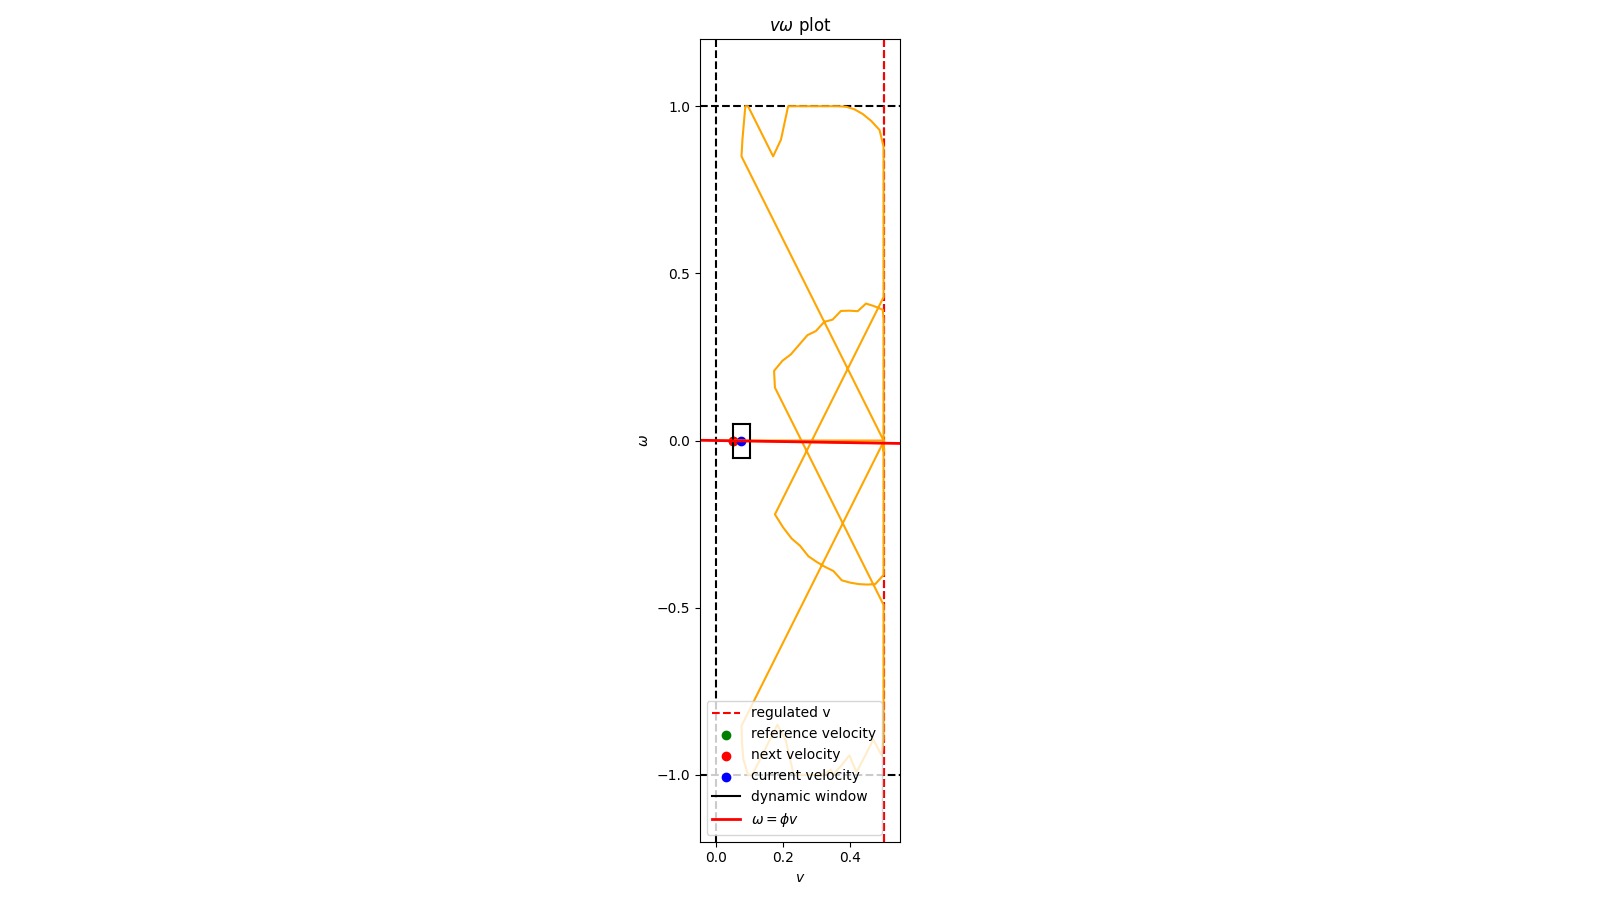 vω plot
1.0
0.5
0.0
−0.5
−1.0
ω
regulated v
reference velocity
next velocity
current velocity
dynamic window
ω = ϕv
0.0 0.2 0.4
v